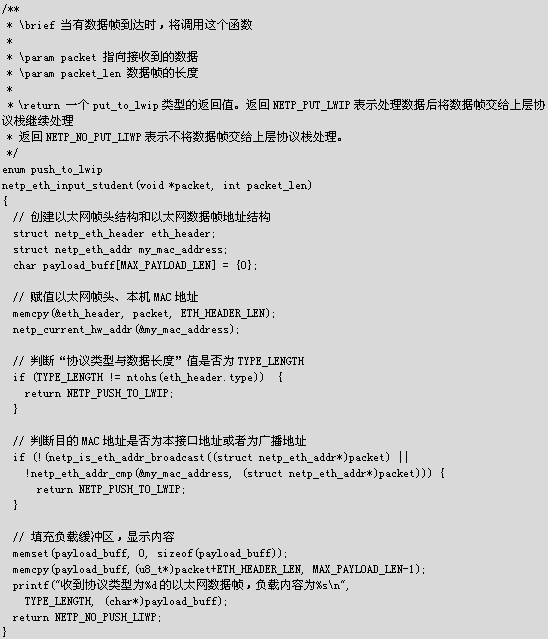 /**
 * \brief 当有数据帧到达时，将调用这个函数
 *
 * \param packet 指向接收到的数据
 * \param packet_len 数据帧的长度
 *
 * \return 一个 put_to_lwip 类型的返回值。返回 NETP_PUT_LWIP 表示处理数据后将数据帧交给上层协
议栈继续处理
 * 返回 NETP_NO_PUT_LIWP 表示不将数据帧交给上层协议栈处理。
 */
enum push_to_lwip
netp_eth_input_student(void *packet, int packet_len)
{
  // 创建以太网帧头结构和以太网数据帧地址结构
  struct netp_eth_header eth_header;
  struct netp_eth_addr my_mac_address;
  char payload_buff[MAX_PAYLOAD_LEN] = {0};

  // 赋值以太网帧头、本机 MAC 地址
  memcpy(&eth_header, packet, ETH_HEADER_LEN);
  netp_current_hw_addr(&my_mac_address);

  // 判断“协议类型与数据长度”值是否为 TYPE_LENGTH
  if (TYPE_LENGTH != ntohs(eth_header.type))  {
    return NETP_PUSH_TO_LWIP;
  }

  // 判断目的 MAC 地址是否为本接口地址或者为广播地址
  if (!(netp_is_eth_addr_broadcast((struct netp_eth_addr*)packet) ||
    !netp_eth_addr_cmp(&my_mac_address, (struct netp_eth_addr*)packet))) {
      return NETP_PUSH_TO_LWIP;
  }

  // 填充负载缓冲区，显示内容
  memset(payload_buff, 0, sizeof(payload_buff));
  memcpy(payload_buff,(u8_t*)packet+ETH_HEADER_LEN, MAX_PAYLOAD_LEN-1);
  printf(“收到协议类型为%d 的以太网数据帧，负载内容为%s\n“,
    TYPE_LENGTH, (char*)payload_buff);
  return NETP_NO_PUSH_LIWP;
}